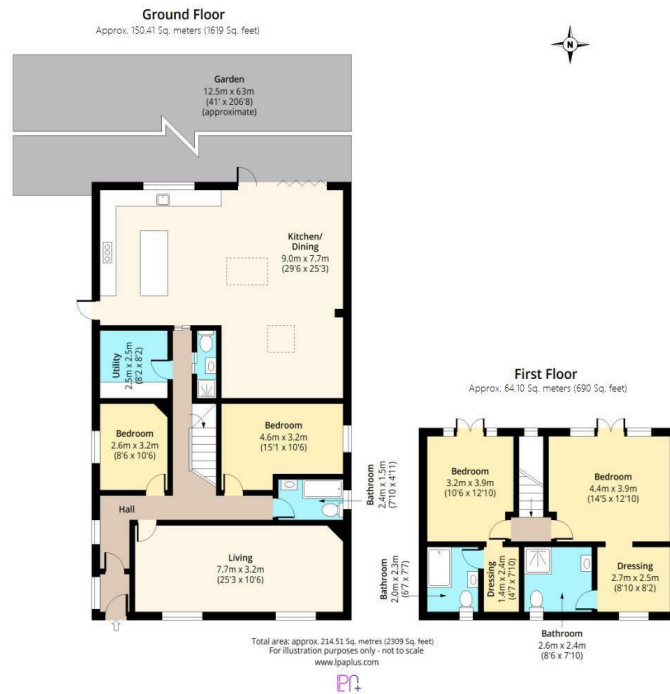 Ground Floor
Approx. 150.41 Sq. meters (1619 Sq. feet)
N
Garden
12.5m x 63m
(41' x 206'8)
(approximate)
Kitchen/
Dining
9.0m x 7.7m
(29'6 x 25'3)
Utility
2.5m x 2.5m
(8'2 x 8'2)
Bedroom
2.6m x 3.2m
(8'6 x 10'6)
Bedroom
4.6m x 3.2m
(15'1 x 10'6)
Bathroom
2.4m x 1.5m
(7'10 x 4'11)
Hall
Living
7.7m x 3.2m
(25'3 x 10'6)
First Floor
Approx. 64.10 Sq. meters (690 Sq. feet)
Bedroom
3.2m x 3.9m
(10'6 x 12'10)
Bedroom
4.4m x 3.9m
(14'5 x 12'10)
Bathroom
2.0m x 2.3m
(6'7 x 7'7)
Dressing
1.4m x 2.4m
(4'7 x 7'10)
Dressing
2.7m x 2.5m
(8'10 x 8'2)
Bathroom
2.6m x 2.4m
(8'6 x 7'10)
Total area: approx. 214.51 Sq. metres (2309 Sq. feet)
For illustration purposes only - not to scale
www.lpaplus.com